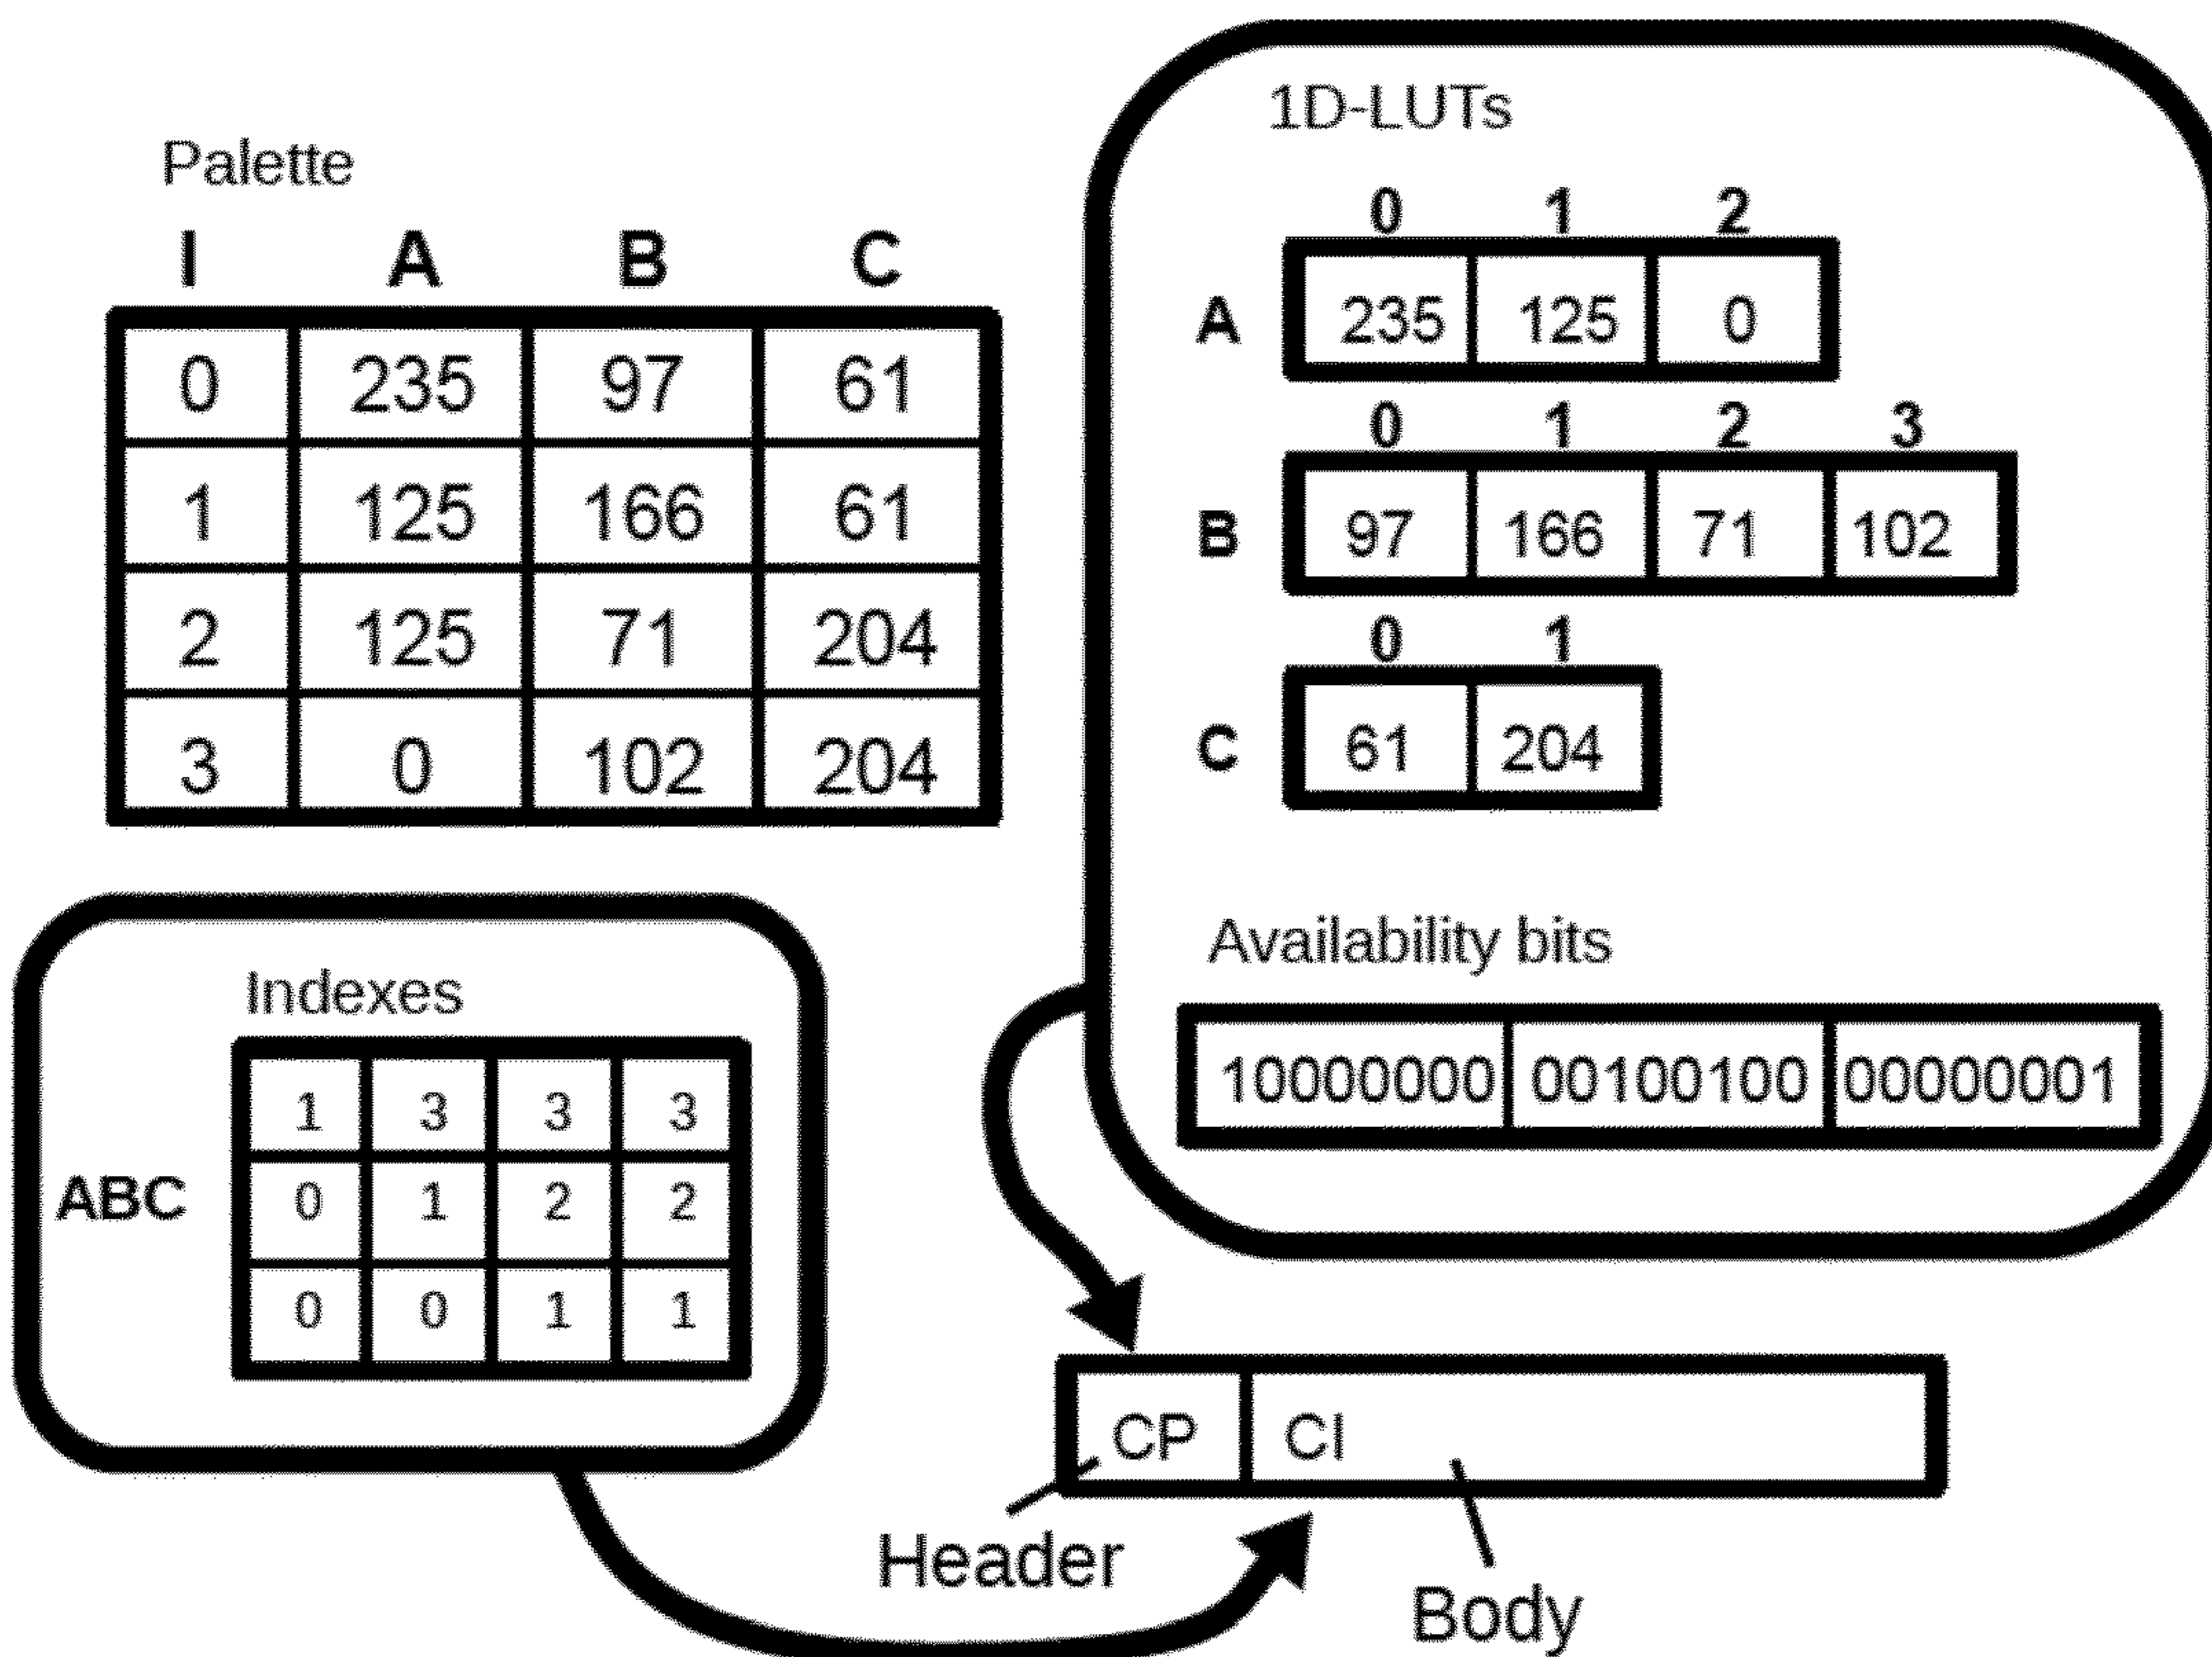 Palette
I A B C
0 235 97 61
1 125 166 61
2 125 71 204
3 0 102 204
1D-LUTs
0 1 2
A 235 125 0
0 1 2 3
B 97 166 71 102
0 1
C 61 204
Availability bits
10000000 00100100 00000001
Indexes
1 3 3 3
ABC 0 1 2 2
0 0 1 1
CP CI
Header
Body